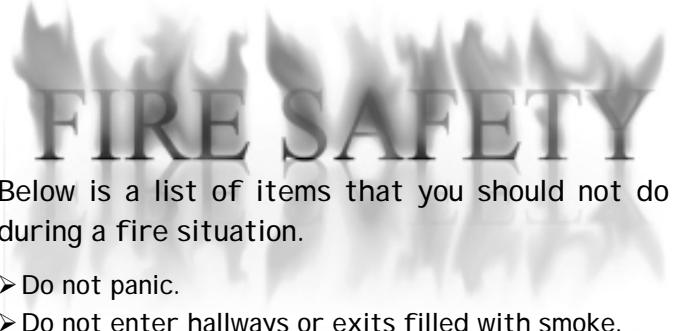 FIRE SAFETY
Below is a list of items that you should not do
during a fire situation.
➢ Do not panic.
➢ Do not enter hallways or exits filled with smoke.